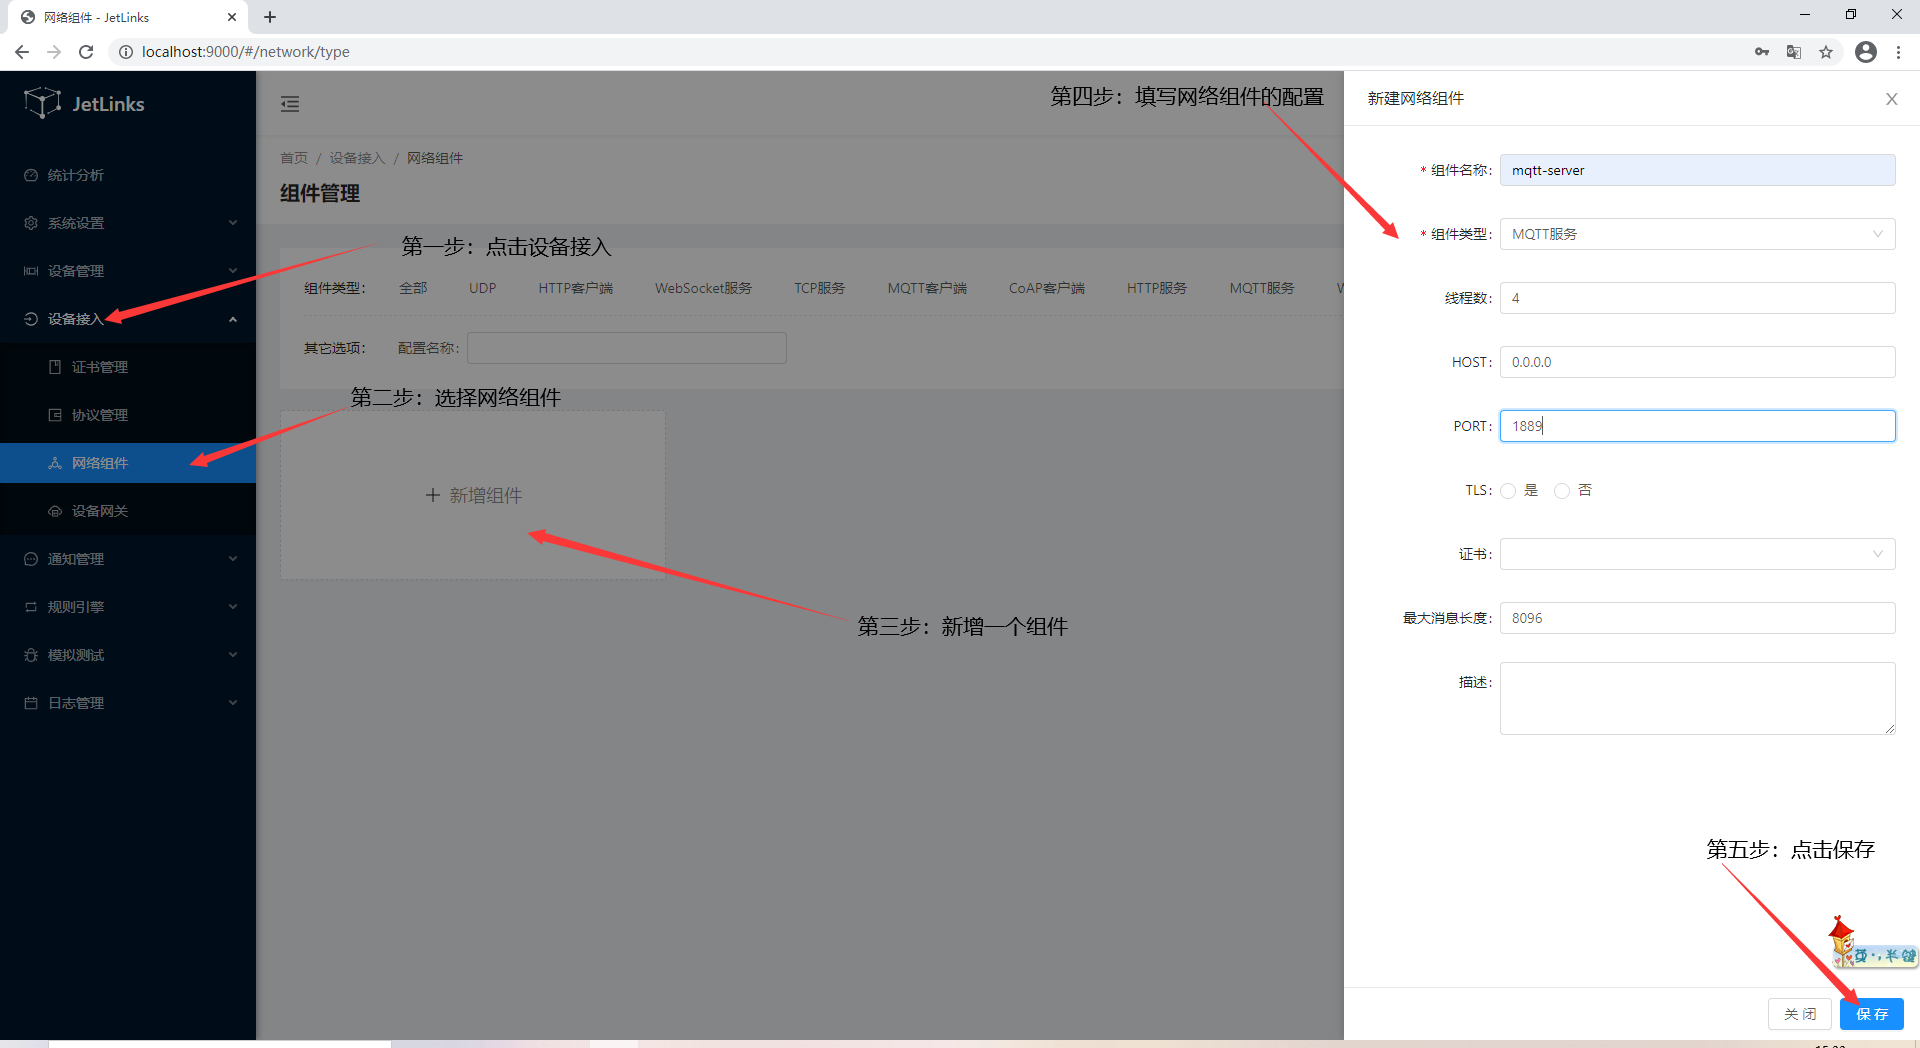 网络组件 - JetLinks
localhost:9000/#/network/type
JetLinks
统计分析
系统设置
设备管理
设备接入
证书管理
协议管理
网络组件
设备网关
通知管理
规则引擎
模拟测试
日志管理
首页 / 设备接入 / 网络组件
组件管理
第一步：点击设备接入
组件类型： 全部 UDP HTTP客户端 WebSocket服务 TCP服务 MQTT客户端 CoAP客户端 HTTP服务 MQTT服务
其它选项： 配置名称:
第二步：选择网络组件
+ 新增组件
第三步：新增一个组件
第四步：填写网络组件的配置
新建网络组件
* 组件名称: mqtt-server
* 组件类型: MQTT服务
线程数: 4
HOST: 0.0.0.0
PORT: 1889
TLS: 是 否
证书:
最大消息长度: 8096
描述:
第五步：点击保存
关 闭 保 存